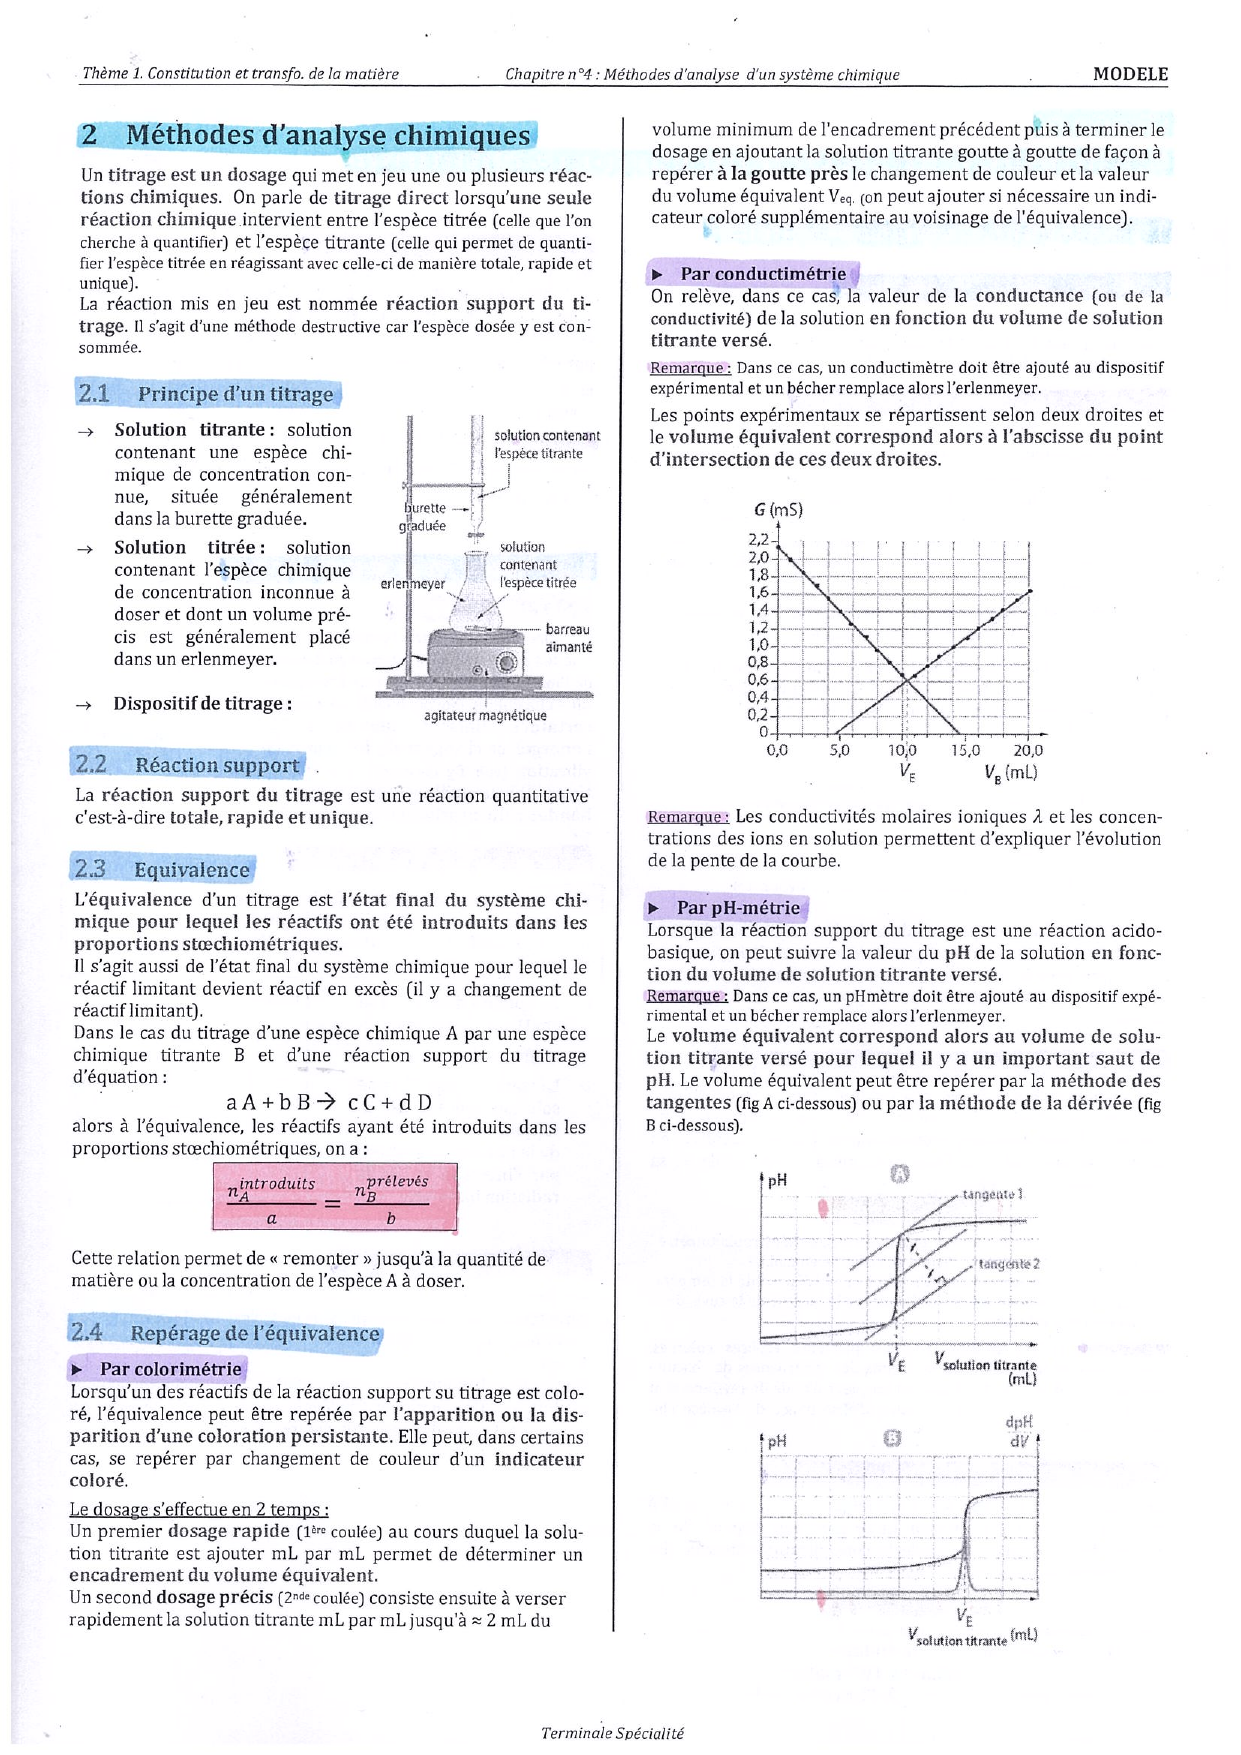 Thème 1. Constitution et transfo. de la matière
Chapitre n°4 : Méthodes d'analyse d'un système chimique
MODELE
2 Méthodes d'analyse chimiques
Un titrage est un dosage qui met en jeu une ou plusieurs réac-
tions chimiques. On parle de titrage direct lorsqu'une seule
réaction chimique intervient entre l'espèce titrée (celle que l'on
cherche à quantifier) et l'espèce titrante (celle qui permet de quanti-
fier l'espèce titrée en réagissant avec celle-ci de manière totale, rapide et
unique).
La réaction mis en jeu est nommée réaction support du ti-
trage. Il s'agit d'une méthode destructive car l'espèce dosée y est con-
sommée.
2.1 Principe d'un titrage
→ Solution titrante : solution
contenant une espèce chi-
mique de concentration con-
nue, située généralement
dans la burette graduée.
→ Solution titrée : solution
contenant l'espèce chimique
de concentration inconnue à
doser et dont un volume pré-
cis est généralement placé
dans un erlenmeyer.
→ Dispositif de titrage :
solution contenant
l'espèce titrante
burette
graduée
solution
contenant
l'espèce titrée
erlenmeyer
barreau
aimanté
agitateur magnétique
2.2 Réaction support
La réaction support du titrage est une réaction quantitative
c'est-à-dire totale, rapide et unique.
2.3 Equivalence
L'équivalence d'un titrage est l'état final du système chi-
mique pour lequel les réactifs ont été introduits dans les
proportions stœchiométriques.
Il s'agit aussi de l'état final du système chimique pour lequel le
réactif limitant devient réactif en excès (il y a changement de
réactif limitant).
Dans le cas du titrage d'une espèce chimique A par une espèce
chimique titrante B et d'une réaction support du titrage
d'équation :
a A + b B → c C + d D
alors à l'équivalence, les réactifs ayant été introduits dans les
proportions stœchiométriques, on a :
n_A^introduits / a = n_B^prélevés / b
Cette relation permet de « remonter » jusqu'à la quantité de
matière ou la concentration de l'espèce A à doser.
2.4 Repérage de l'équivalence
► Par colorimétrie
Lorsqu'un des réactifs de la réaction support su titrage est colo-
ré, l'équivalence peut être repérée par l'apparition ou la dis-
parition d'une coloration persistante. Elle peut, dans certains
cas, se repérer par changement de couleur d'un indicateur
coloré.
Le dosage s'effectue en 2 temps :
Un premier dosage rapide (1ère coulée) au cours duquel la solu-
tion titrante est ajouter mL par mL permet de déterminer un
encadrement du volume équivalent.
Un second dosage précis (2nde coulée) consiste ensuite à verser
rapidement la solution titrante mL par mL jusqu'à ≈ 2 mL du
volume minimum de l'encadrement précédent puis à terminer le
dosage en ajoutant la solution titrante goutte à goutte de façon à
repérer à la goutte près le changement de couleur et la valeur
du volume équivalent Veq. (on peut ajouter si nécessaire un indi-
cateur coloré supplémentaire au voisinage de l'équivalence).
► Par conductimétrie
On relève, dans ce cas, la valeur de la conductance (ou de la
conductivité) de la solution en fonction du volume de solution
titrante versé.
Remarque : Dans ce cas, un conductimètre doit être ajouté au dispositif
expérimental et un bécher remplace alors l'erlenmeyer.
Les points expérimentaux se répartissent selon deux droites et
le volume équivalent correspond alors à l'abscisse du point
d'intersection de ces deux droites.
G (mS)
2,2
2,0
1,8
1,6
1,4
1,2
1,0
0,8
0,6
0,4
0,2
0
0,0 5,0 10,0 15,0 20,0
VE VB (mL)
Remarque : Les conductivités molaires ioniques λ et les concen-
trations des ions en solution permettent d'expliquer l'évolution
de la pente de la courbe.
► Par pH-métrie
Lorsque la réaction support du titrage est une réaction acido-
basique, on peut suivre la valeur du pH de la solution en fonc-
tion du volume de solution titrante versé.
Remarque : Dans ce cas, un pHmètre doit être ajouté au dispositif expé-
rimental et un bécher remplace alors l'erlenmeyer.
Le volume équivalent correspond alors au volume de solu-
tion titrante versé pour lequel il y a un important saut de
pH. Le volume équivalent peut être repérer par la méthode des
tangentes (fig A ci-dessous) ou par la méthode de la dérivée (fig
B ci-dessous).
pH
A
tangente 1
tangente 2
VE Vsolution titrante
(mL)
pH
B
dpH
dV
VE
Vsolution titrante (mL)
Terminale Spécialité